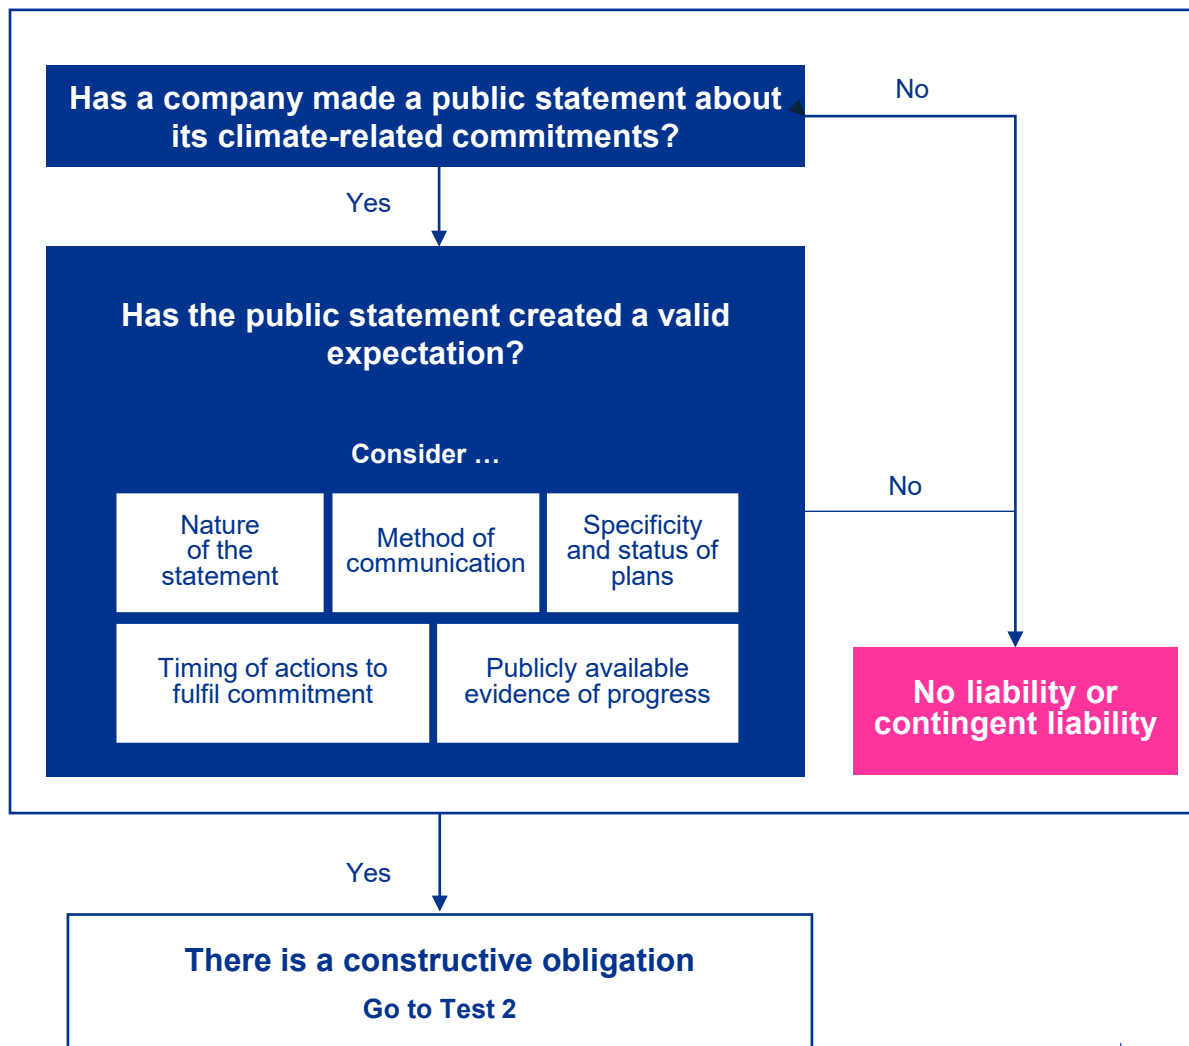 Has a company made a public statement about
its climate-related commitments?
No
Yes
Has the public statement created a valid
expectation?
Consider …
Nature
of the
statement
Method of
communication
Specificity
and status of
plans
No
Timing of actions to
fulfil commitment
Publicly available
evidence of progress
No liability or
contingent liability
Yes
There is a constructive obligation
Go to Test 2